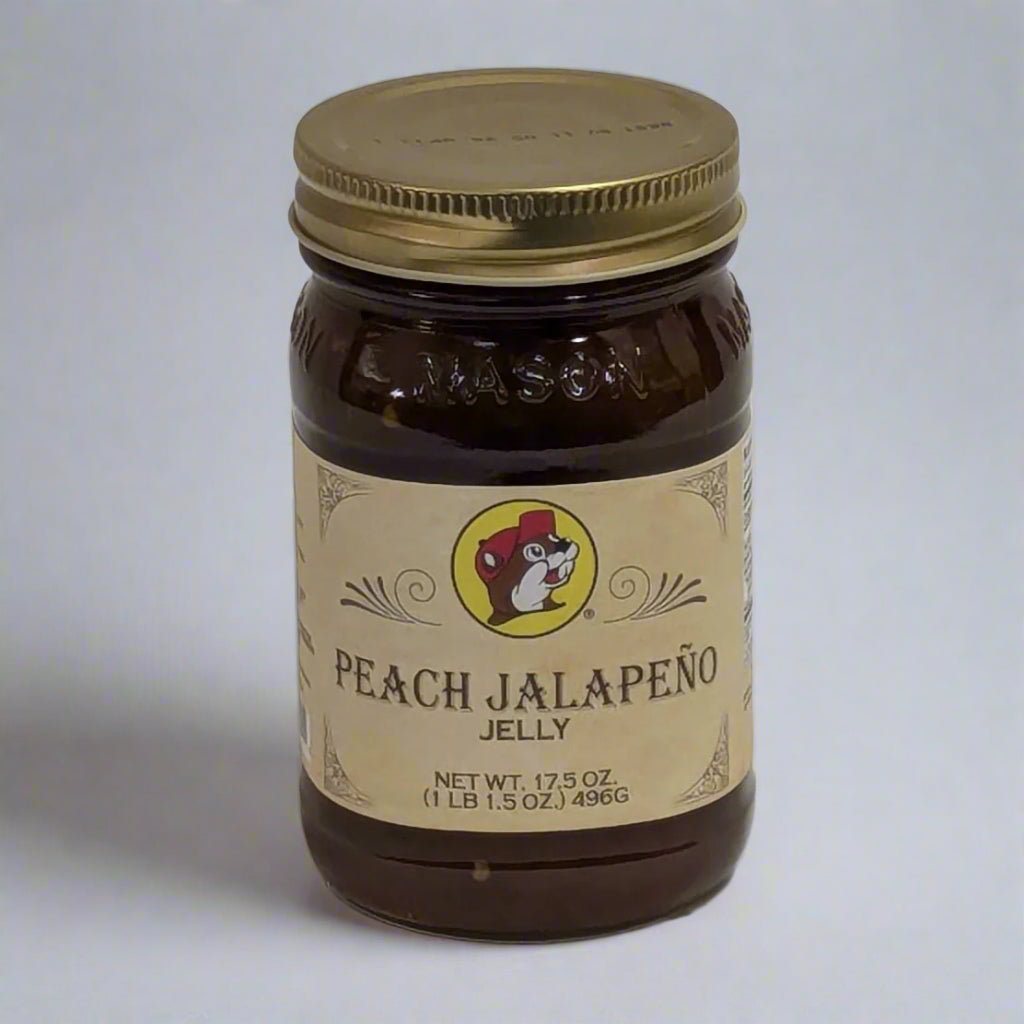 MASON
PEACH JALAPEÑO
JELLY
NET WT. 17.5 OZ.
(1 LB 1.5 OZ.) 496G